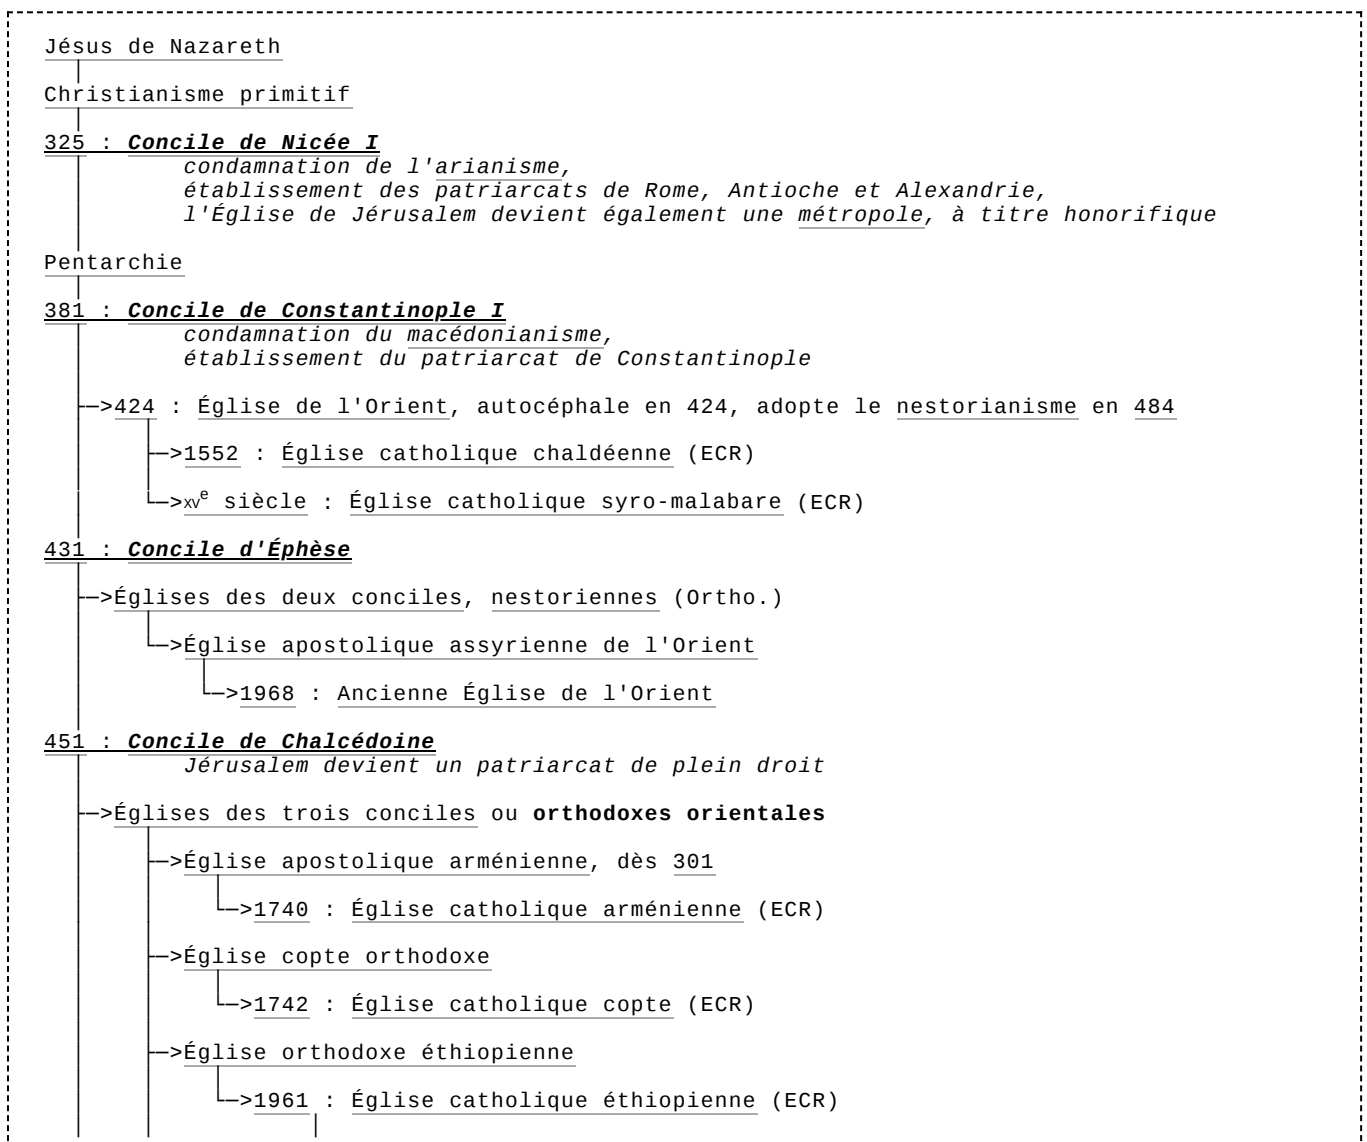 Jésus de Nazareth
Christianisme primitif
325 : Concile de Nicée I
condamnation de l'arianisme,
établissement des patriarcats de Rome, Antioche et Alexandrie,
l'Église de Jérusalem devient également une métropole, à titre honorifique
Pentarchie
381 : Concile de Constantinople I
condamnation du macédonianisme,
établissement du patriarcat de Constantinople
├─>424 : Église de l'Orient, autocéphale en 424, adopte le nestorianisme en 484
├─>1552 : Église catholique chaldéenne (ECR)
└─>XVe siècle : Église catholique syro-malabare (ECR)
431 : Concile d'Éphèse
├─>Églises des deux conciles, nestoriennes (Ortho.)
└─>Église apostolique assyrienne de l'Orient
└─>1968 : Ancienne Église de l'Orient
451 : Concile de Chalcédoine
Jérusalem devient un patriarcat de plein droit
├─>Églises des trois conciles ou orthodoxes orientales
├─>Église apostolique arménienne, dès 301
└─>1740 : Église catholique arménienne (ECR)
├─>Église copte orthodoxe
└─>1742 : Église catholique copte (ECR)
├─>Église orthodoxe éthiopienne
└─>1961 : Église catholique éthiopienne (ECR)